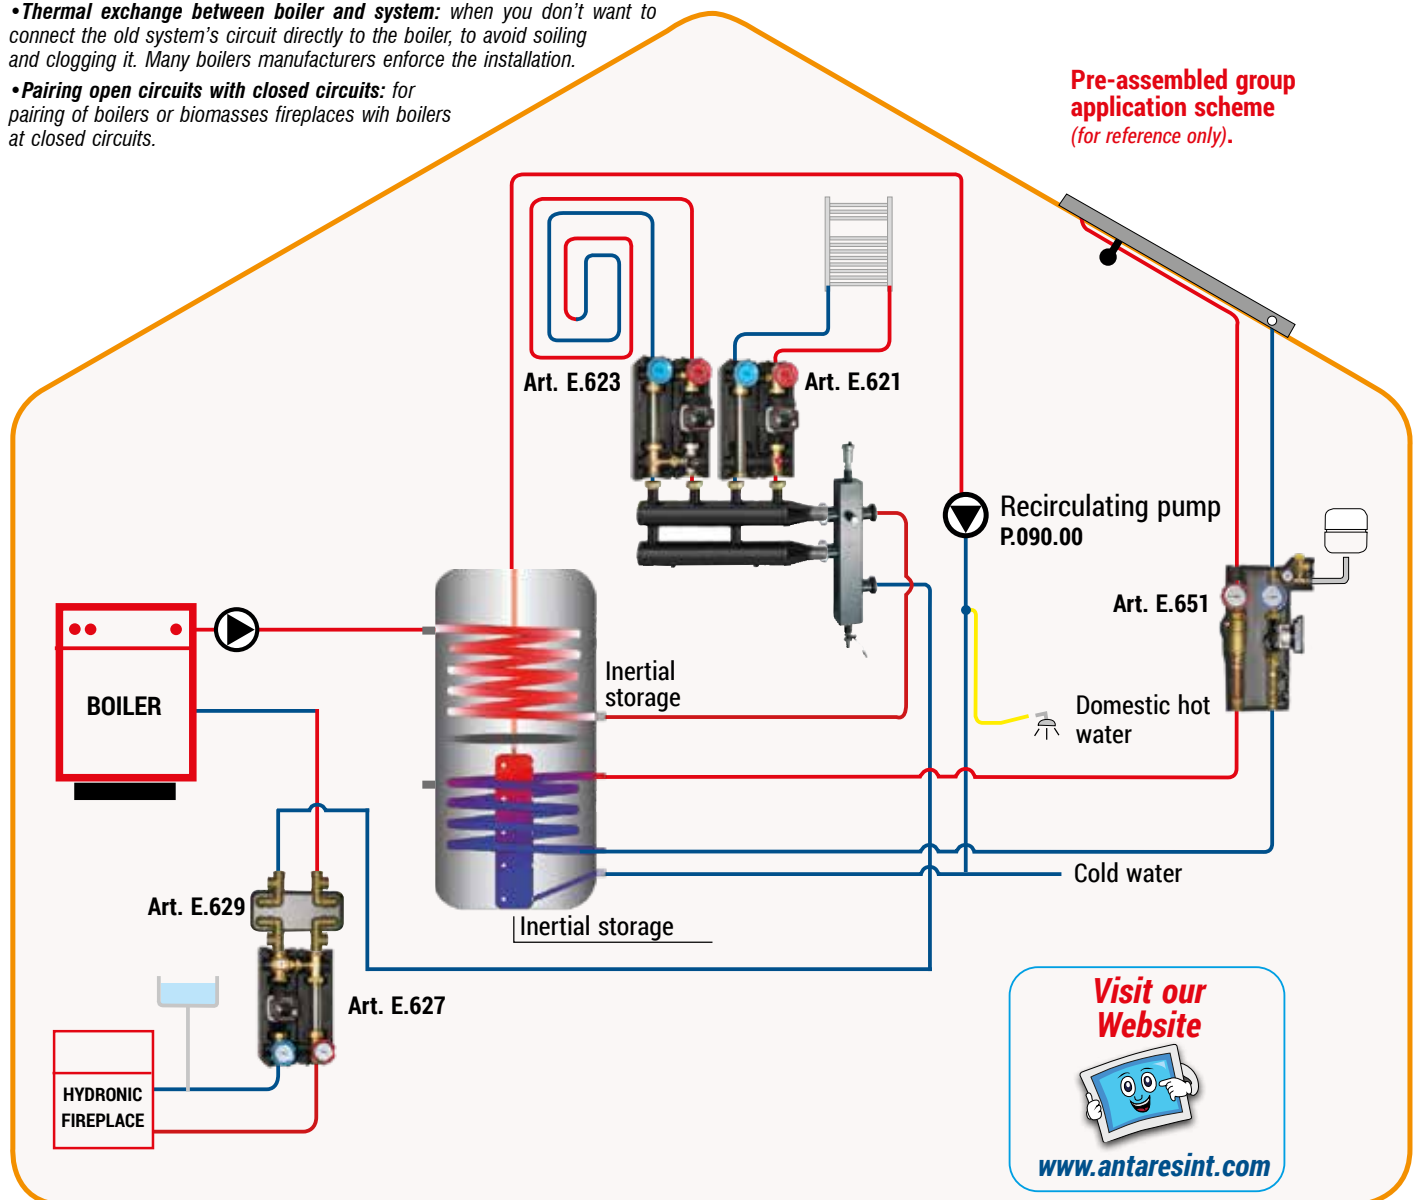 •Thermal exchange between boiler and system: when you don't want to
connect the old system's circuit directly to the boiler, to avoid soiling
and clogging it. Many boilers manufacturers enforce the installation.
•Pairing open circuits with closed circuits: for
pairing of boilers or biomasses fireplaces wih boilers
at closed circuits.
Pre-assembled group
application scheme
(for reference only).
Art. E.623
Art. E.621
Recirculating pump
P.090.00
Art. E.651
Inertial
storage
BOILER
Domestic hot
water
Cold water
Art. E.629
Inertial storage
Art. E.627
HYDRONIC
FIREPLACE
Visit our
Website
www.antaresint.com